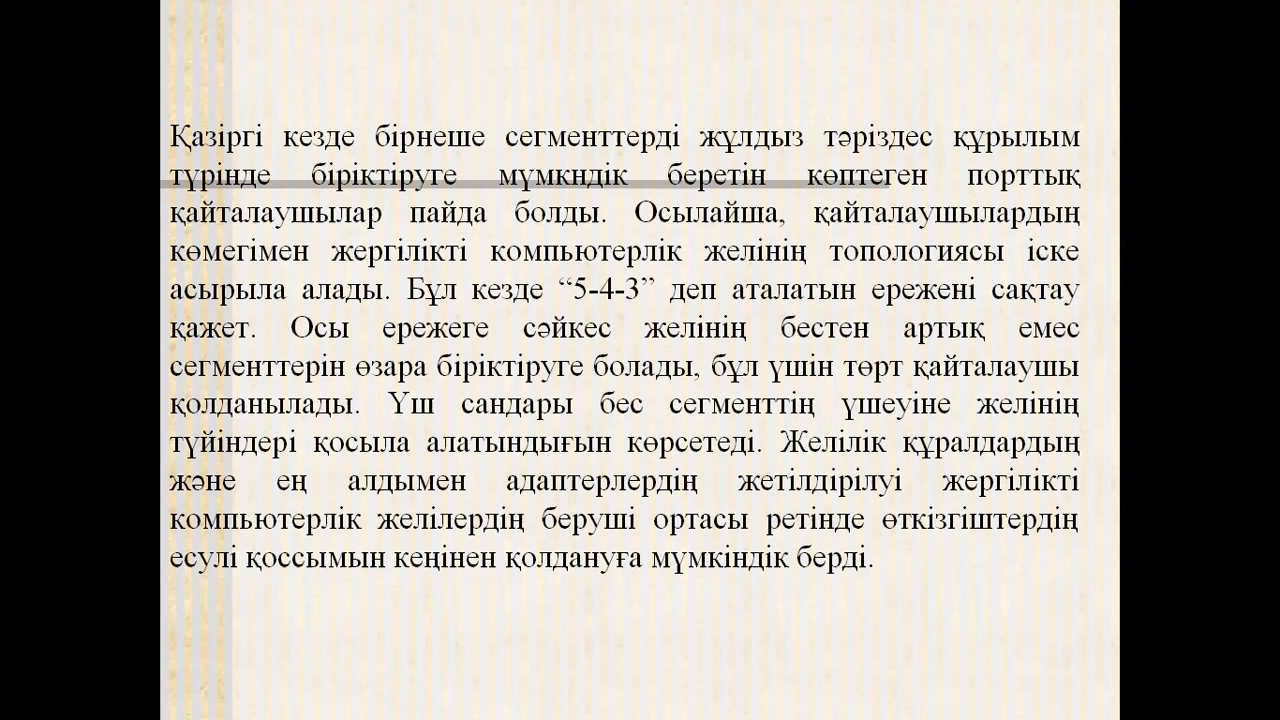 Қазіргі кезде бірнеше сегменттерді жұлдыз тәріздес құрылым
түрінде біріктіруге мүмкндік беретін көптеген порттық
қайталаушылар пайда болды. Осылайша, қайталаушылардың
көмегімен жергілікті компьютерлік желінің топологиясы іске
асырыла алады. Бұл кезде “5-4-3” деп аталатын ережені сақтау
қажет. Осы ережеге сәйкес желінің бестен артық емес
сегменттерін өзара біріктіруге болады, бұл үшін төрт қайталаушы
қолданылады. Үш сандары бес сегменттің үшеуіне желінің
түйіндері қосыла алатындығын көрсетеді. Желілік құралдардың
және ең алдымен адаптерлердің жетілдірілуі жергілікті
компьютерлік желілердің беруші ортасы ретінде өткізгіштердің
есулі қоссымын кеңінен қолдануға мүмкіндік берді.